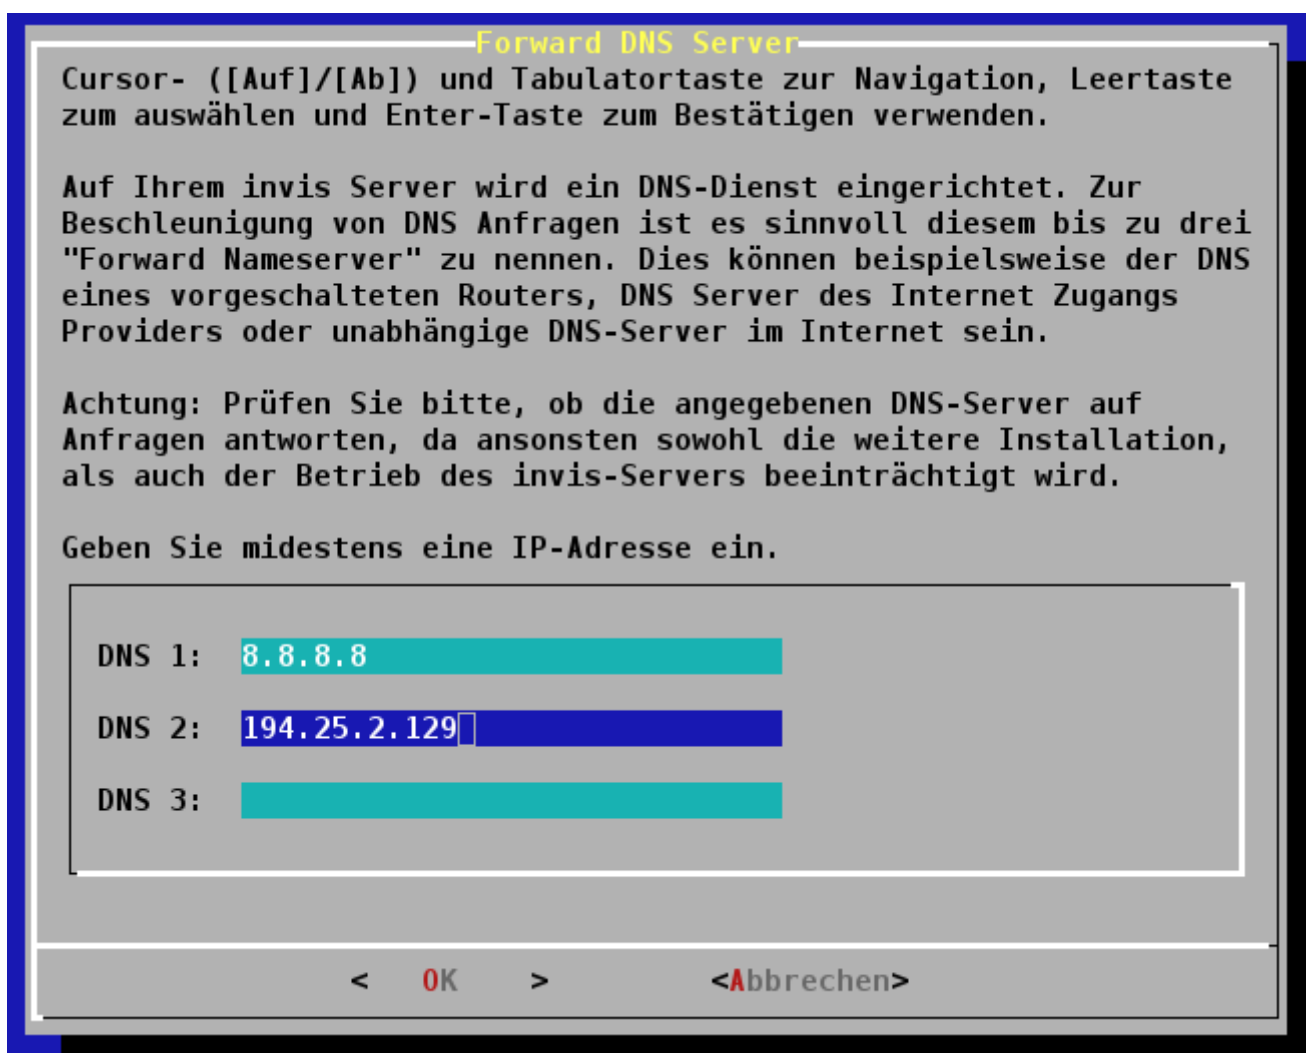 Forward DNS Server
Cursor- ([Auf]/[Ab]) und Tabulatortaste zur Navigation, Leertaste
zum auswählen und Enter-Taste zum Bestätigen verwenden.
Auf Ihrem invis Server wird ein DNS-Dienst eingerichtet. Zur
Beschleunigung von DNS Anfragen ist es sinnvoll diesem bis zu drei
"Forward Nameserver" zu nennen. Dies können beispielsweise der DNS
eines vorgeschalteten Routers, DNS Server des Internet Zugangs
Providers oder unabhängige DNS-Server im Internet sein.
Achtung: Prüfen Sie bitte, ob die angegebenen DNS-Server auf
Anfragen antworten, da ansonsten sowohl die weitere Installation,
als auch der Betrieb des invis-Servers beeinträchtigt wird.
Geben Sie midestens eine IP-Adresse ein.
DNS 1: 8.8.8.8
DNS 2: 194.25.2.129
DNS 3:
< OK > <Abbrechen>